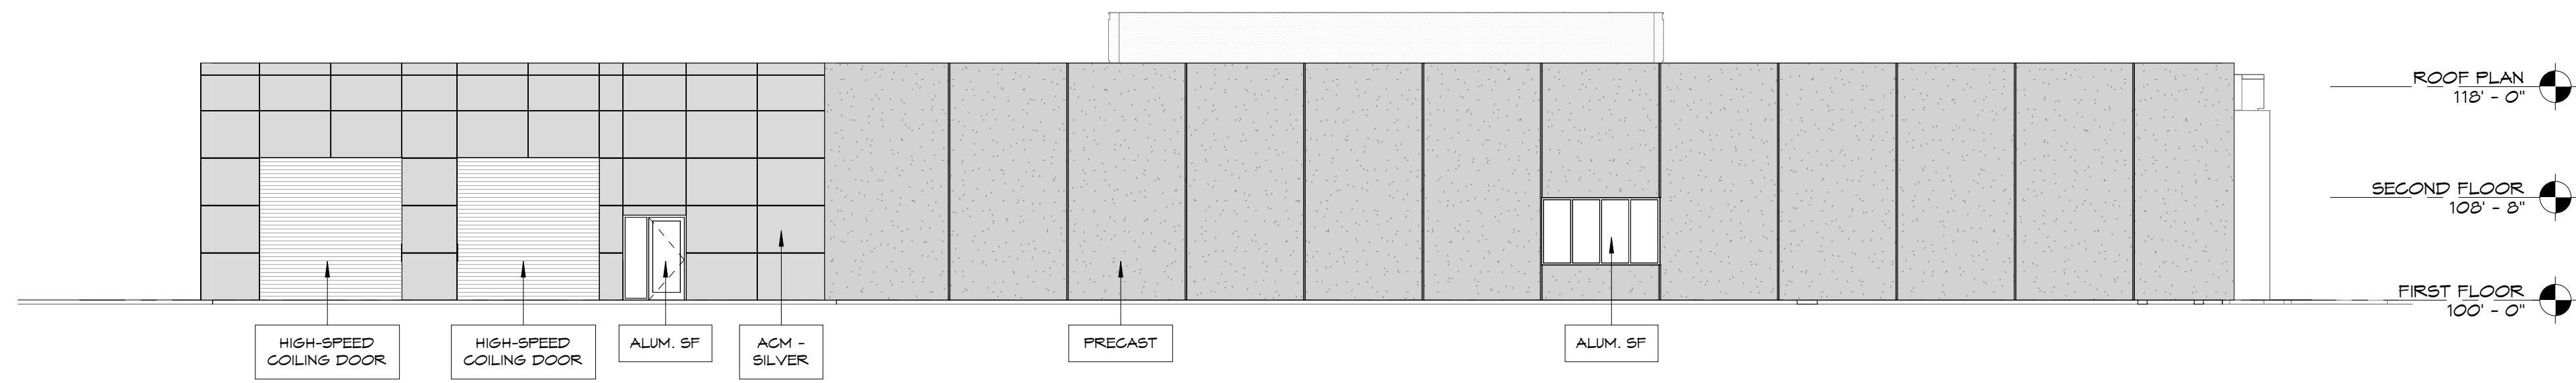 ROOF PLAN
118' - 0"
SECOND FLOOR
108' - 8"
FIRST FLOOR
100' - 0"
HIGH-SPEED
COILING DOOR
HIGH-SPEED
COILING DOOR
ALUM. SF
ACM -
SILVER
PRECAST
ALUM. SF